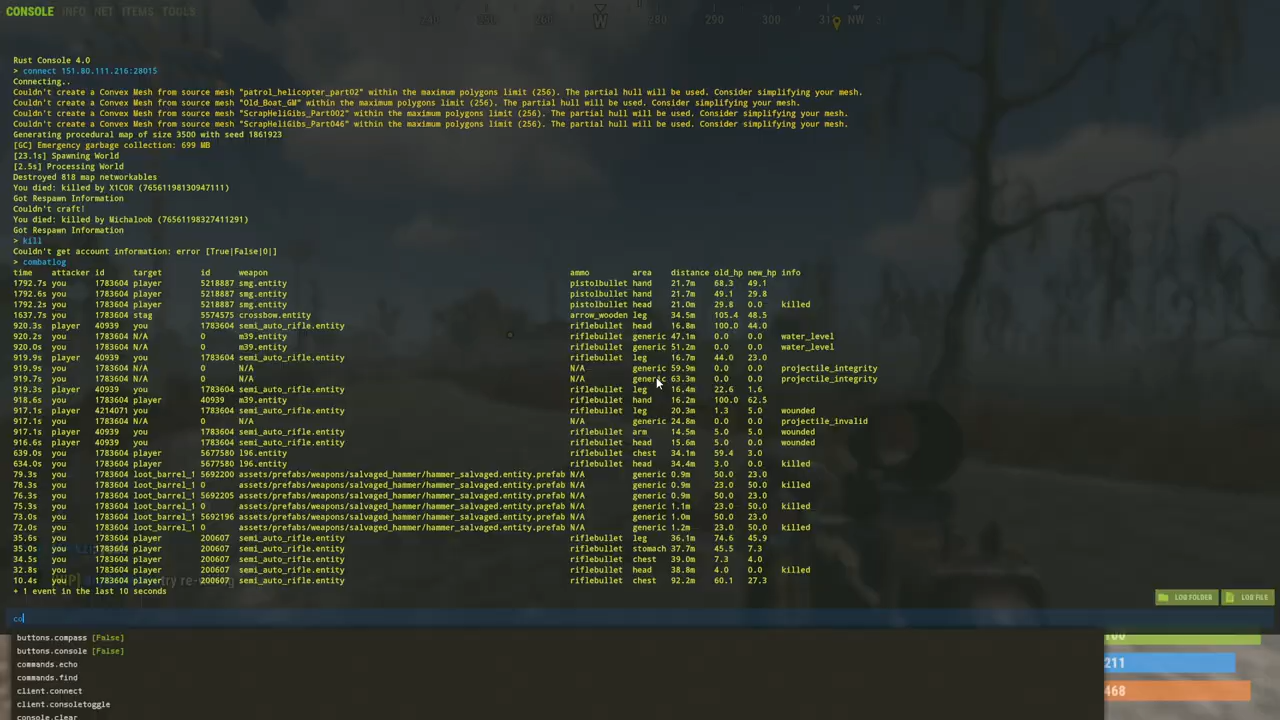 CONSOLE INFO NET ITEMS TOOLS
240 250 260 W 280 290 300 31 NW
Rust Console 4.0
> connect 151.80.111.216:28015
Connecting..
Couldn't create a Convex Mesh from source mesh "patrol_helicopter_part02" within the maximum polygons limit (256). The partial hull will be used. Consider simplifying your mesh.
Couldn't create a Convex Mesh from source mesh "Old_Boat_GM" within the maximum polygons limit (256). The partial hull will be used. Consider simplifying your mesh.
Couldn't create a Convex Mesh from source mesh "ScrapHeliGibs_Part002" within the maximum polygons limit (256). The partial hull will be used. Consider simplifying your mesh.
Couldn't create a Convex Mesh from source mesh "ScrapHeliGibs_Part046" within the maximum polygons limit (256). The partial hull will be used. Consider simplifying your mesh.
Generating procedural map of size 3500 with seed 1861923
[GC] Emergency garbage collection: 699 MB
[23.1s] Spawning World
[2.5s] Processing World
Destroyed 818 map networkables
You died: killed by X1C0R (76561198130947111)
Got Respawn Information
Couldn't craft!
You died: killed by Michaloob (76561198327411291)
Got Respawn Information
> kill
Couldn't get account information: error [True|False|0|]
> combatlog
time attacker id target id weapon ammo area distance old_hp new_hp info
1792.7s you 1783604 player 5218887 smg.entity pistolbullet hand 21.7m 68.3 49.1
1792.6s you 1783604 player 5218887 smg.entity pistolbullet hand 21.7m 49.1 29.8
1792.2s you 1783604 player 5218887 smg.entity pistolbullet head 21.0m 29.8 0.0 killed
1637.7s you 1783604 stag 5574575 crossbow.entity arrow_wooden leg 34.5m 105.4 48.5
920.3s player 40939 you 1783604 semi_auto_rifle.entity riflebullet head 16.8m 100.0 44.0
920.2s you 1783604 N/A 0 m39.entity riflebullet generic 47.1m 0.0 0.0 water_level
920.0s you 1783604 N/A 0 m39.entity riflebullet generic 51.2m 0.0 0.0 water_level
919.9s player 40939 you 1783604 semi_auto_rifle.entity riflebullet leg 16.7m 44.0 23.0
919.9s you 1783604 N/A 0 N/A N/A generic 59.9m 0.0 0.0 projectile_integrity
919.7s you 1783604 N/A 0 N/A N/A generic 63.3m 0.0 0.0 projectile_integrity
919.3s player 40939 you 1783604 semi_auto_rifle.entity riflebullet leg 16.4m 22.6 1.6
918.6s you 1783604 player 40939 m39.entity riflebullet hand 16.2m 100.0 62.5
917.1s player 4214071 you 1783604 semi_auto_rifle.entity riflebullet leg 20.3m 1.3 5.0 wounded
917.1s you 1783604 N/A 0 N/A N/A generic 24.8m 0.0 0.0 projectile_invalid
917.1s player 40939 you 1783604 semi_auto_rifle.entity riflebullet arm 14.5m 5.0 5.0 wounded
916.6s player 40939 you 1783604 semi_auto_rifle.entity riflebullet head 15.6m 5.0 0.0 wounded
639.0s you 1783604 player 5677580 l96.entity riflebullet chest 34.1m 59.4 3.0
634.0s you 1783604 player 5677580 l96.entity riflebullet head 34.4m 3.0 0.0 killed
79.3s you 1783604 loot_barrel_1 5692200 assets/prefabs/weapons/salvaged_hammer/hammer_salvaged.entity.prefab N/A generic 0.9m 50.0 23.0
78.3s you 1783604 loot_barrel_1 0 assets/prefabs/weapons/salvaged_hammer/hammer_salvaged.entity.prefab N/A generic 0.9m 23.0 50.0 killed
76.3s you 1783604 loot_barrel_1 5692205 assets/prefabs/weapons/salvaged_hammer/hammer_salvaged.entity.prefab N/A generic 0.9m 50.0 23.0
75.3s you 1783604 loot_barrel_1 0 assets/prefabs/weapons/salvaged_hammer/hammer_salvaged.entity.prefab N/A generic 1.1m 23.0 50.0 killed
73.0s you 1783604 loot_barrel_1 5692196 assets/prefabs/weapons/salvaged_hammer/hammer_salvaged.entity.prefab N/A generic 1.0m 50.0 23.0
72.0s you 1783604 loot_barrel_1 0 assets/prefabs/weapons/salvaged_hammer/hammer_salvaged.entity.prefab N/A generic 1.2m 23.0 50.0 killed
35.6s you 1783604 player 200607 semi_auto_rifle.entity riflebullet leg 36.1m 74.6 45.9
35.0s you 1783604 player 200607 semi_auto_rifle.entity riflebullet stomach 37.7m 45.5 7.3
34.5s you 1783604 player 200607 semi_auto_rifle.entity riflebullet chest 39.0m 7.3 4.0
32.8s you 1783604 player 200607 semi_auto_rifle.entity riflebullet head 38.8m 4.0 0.0 killed
10.4s you 1783604 player 200607 semi_auto_rifle.entity riflebullet chest 92.2m 60.1 27.3
+ 1 event in the last 10 seconds
LOG FOLDER LOG FILE
co
buttons.compass [False]
buttons.console [False]
commands.echo
commands.find
client.connect
client.consoletoggle
console.clear
100
211
468